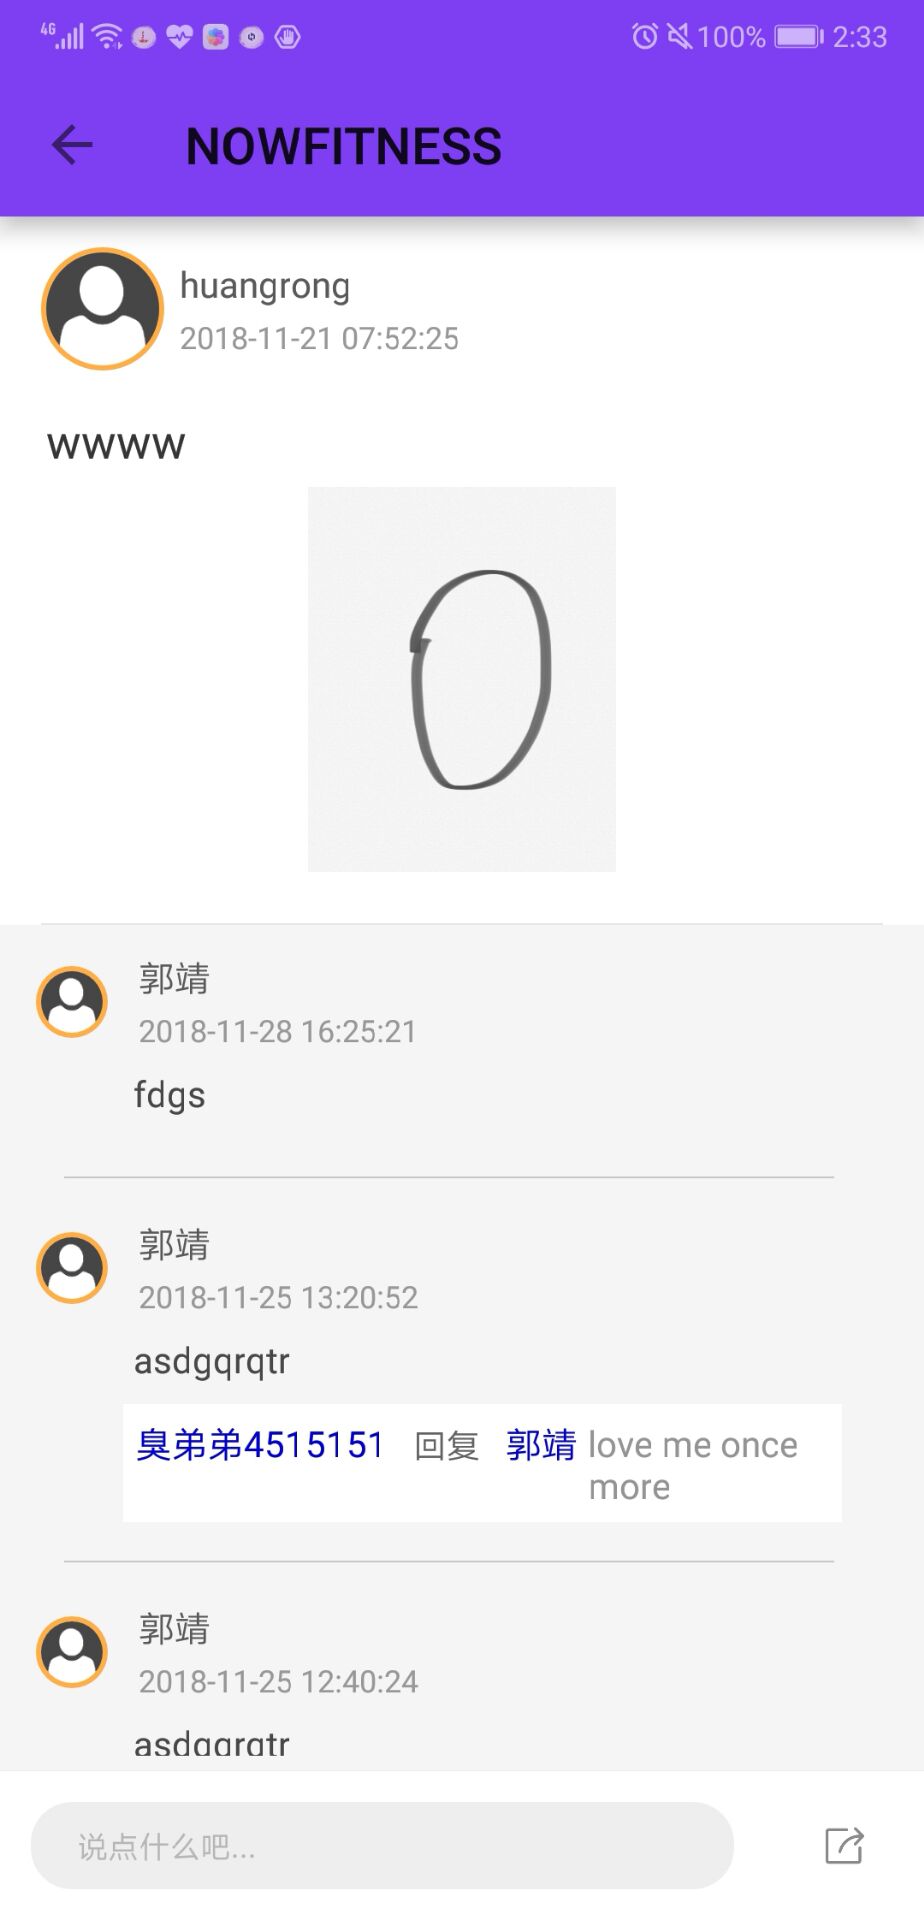 4G 100% 2:33
NOWFITNESS
huangrong
2018-11-21 07:52:25
wwww
郭靖
2018-11-28 16:25:21
fdgs
郭靖
2018-11-25 13:20:52
asdgqrqtr
臭弟弟4515151 回复 郭靖 love me once
more
郭靖
2018-11-25 12:40:24
asdgqrqtr
说点什么吧...